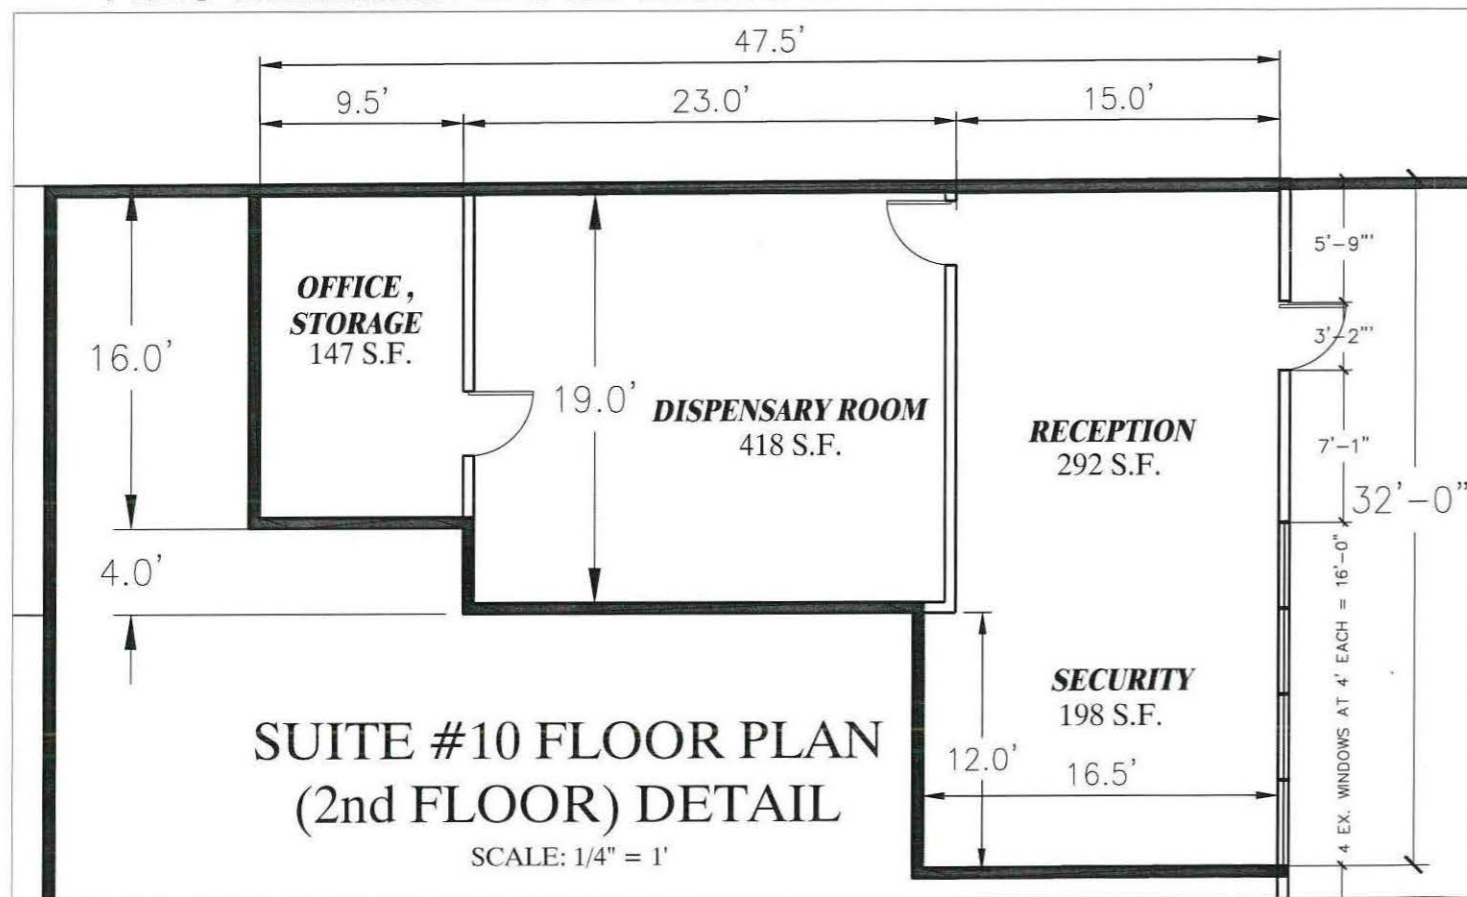 47.5'
9.5'
23.0'
15.0'
5'-9"'
OFFICE,
STORAGE
147 S.F.
3'-2"'
16.0'
19.0'
DISPENSARY ROOM
418 S.F.
RECEPTION
292 S.F.
7'-1"
32'-0"
4.0'
4 EX. WINDOWS AT 4' EACH = 16'-0"
SECURITY
198 S.F.
12.0'
16.5'
SUITE #10 FLOOR PLAN
(2nd FLOOR) DETAIL
SCALE: 1/4" = 1'